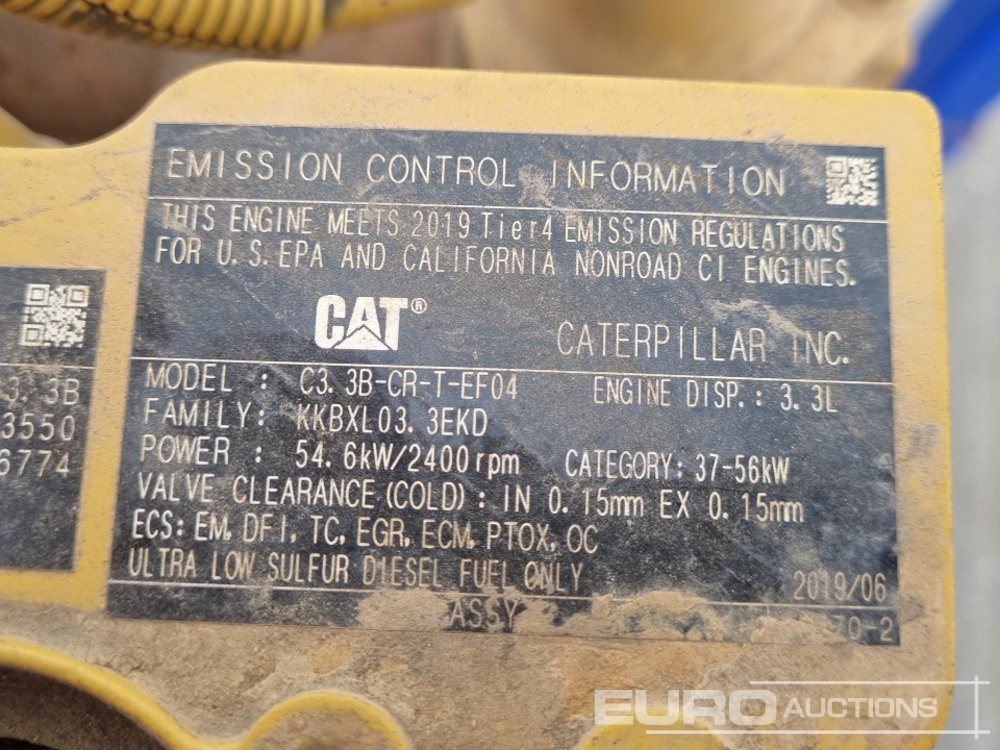 EMISSION CONTROL INFORMATION
THIS ENGINE MEETS 2019 Tier4 EMISSION REGULATIONS
FOR U.S.EPA AND CALIFORNIA NONROAD CI ENGINES.
CAT® CATERPILLAR INC.
MODEL : C3.3B-CR-T-EF04 ENGINE DISP.: 3.3L
FAMILY: KKBXL03.3EKD
POWER : 54.6kW/2400rpm CATEGORY: 37-56kW
VALVE CLEARANCE(COLD): IN 0.15mm EX 0.15mm
ECS: EM, DFI, TC, EGR, ECM, PTOX, OC
ULTRA LOW SULFUR DIESEL FUEL ONLY
2019/06
ASSY 70-2
3.3B
3550
6774
EURO AUCTIONS